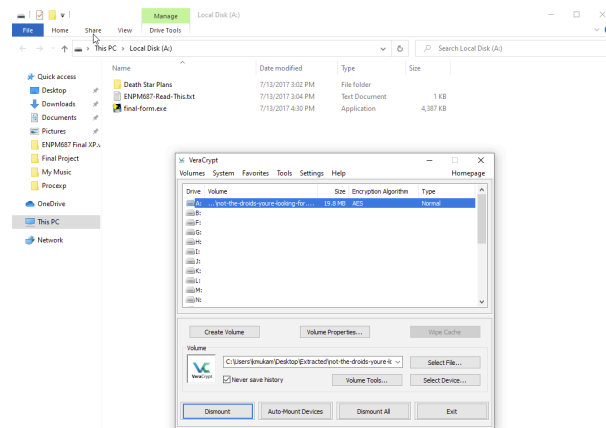 Manage
Local Disk (A:)
File Home Share View Drive Tools
This PC > Local Disk (A:)
Search Local Disk (A:)
Name Date modified Type Size
Quick access
Desktop
Downloads
Documents
Pictures
ENPM687 Final XP.v
Final Project
My Music
Procexp
OneDrive
This PC
Network
Death Star Plans 7/13/2017 3:02 PM File folder
ENPM687-Read-This.txt 7/13/2017 3:04 PM Text Document 1 KB
final-form.exe 7/13/2017 4:30 PM Application 4,387 KB
VeraCrypt
Volumes System Favorites Tools Settings Help Homepage
Drive Volume Size Encryption Algorithm Type
A: ...\not-the-droids-youre-looking-for.... 19.8 MB AES Normal
B:
F:
G:
H:
I:
J:
K:
L:
M:
N:
Create Volume Volume Properties... Wipe Cache
Volume
VeraCrypt
C:\Users\kmukam\Desktop\Extracted\not-the-droids-youre-lc
Select File...
Never save history Volume Tools... Select Device...
Dismount Auto-Mount Devices Dismount All Exit